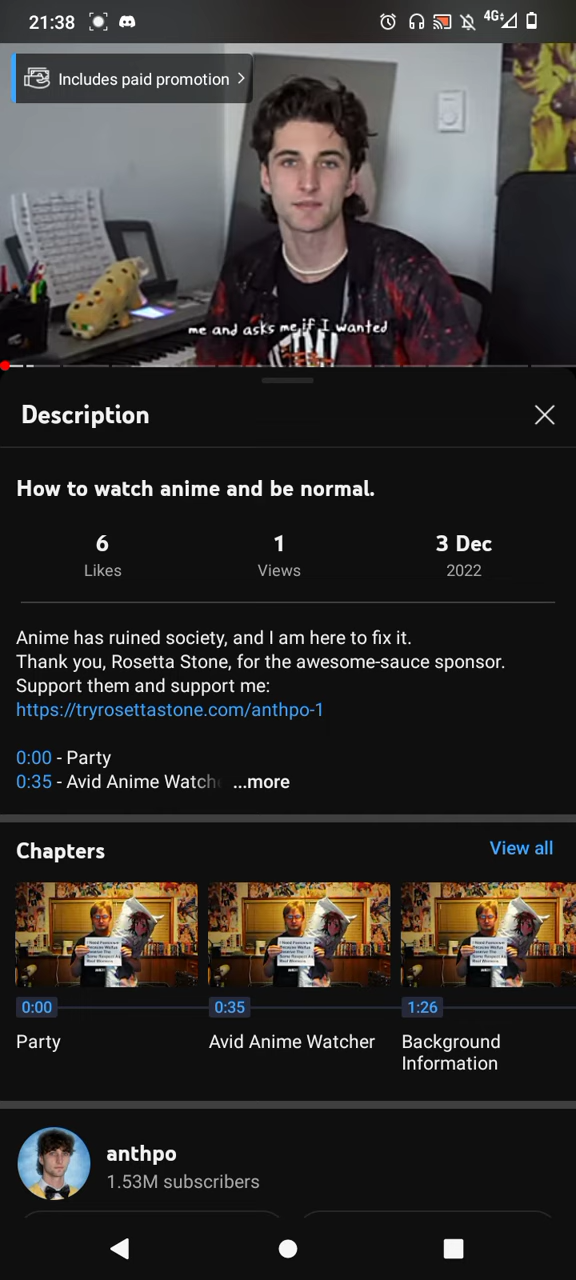 21:38
4G
Includes paid promotion
me and asks me if I wanted
Description
How to watch anime and be normal.
6
1
3 Dec
Likes
Views
2022
Anime has ruined society, and I am here to fix it.
Thank you, Rosetta Stone, for the awesome-sauce sponsor.
Support them and support me:
https://tryrosettastone.com/anthpo-1
0:00 - Party
0:35 - Avid Anime Watche ...more
Chapters
View all
0:00
0:35
1:26
Party
Avid Anime Watcher
Background
Information
anthpo
1.53M subscribers